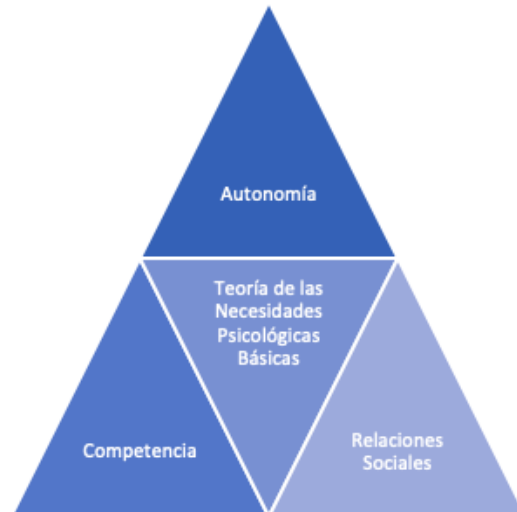 Autonomía
Teoría de las
Necesidades
Psicológicas
Básicas
Competencia
Relaciones
Sociales